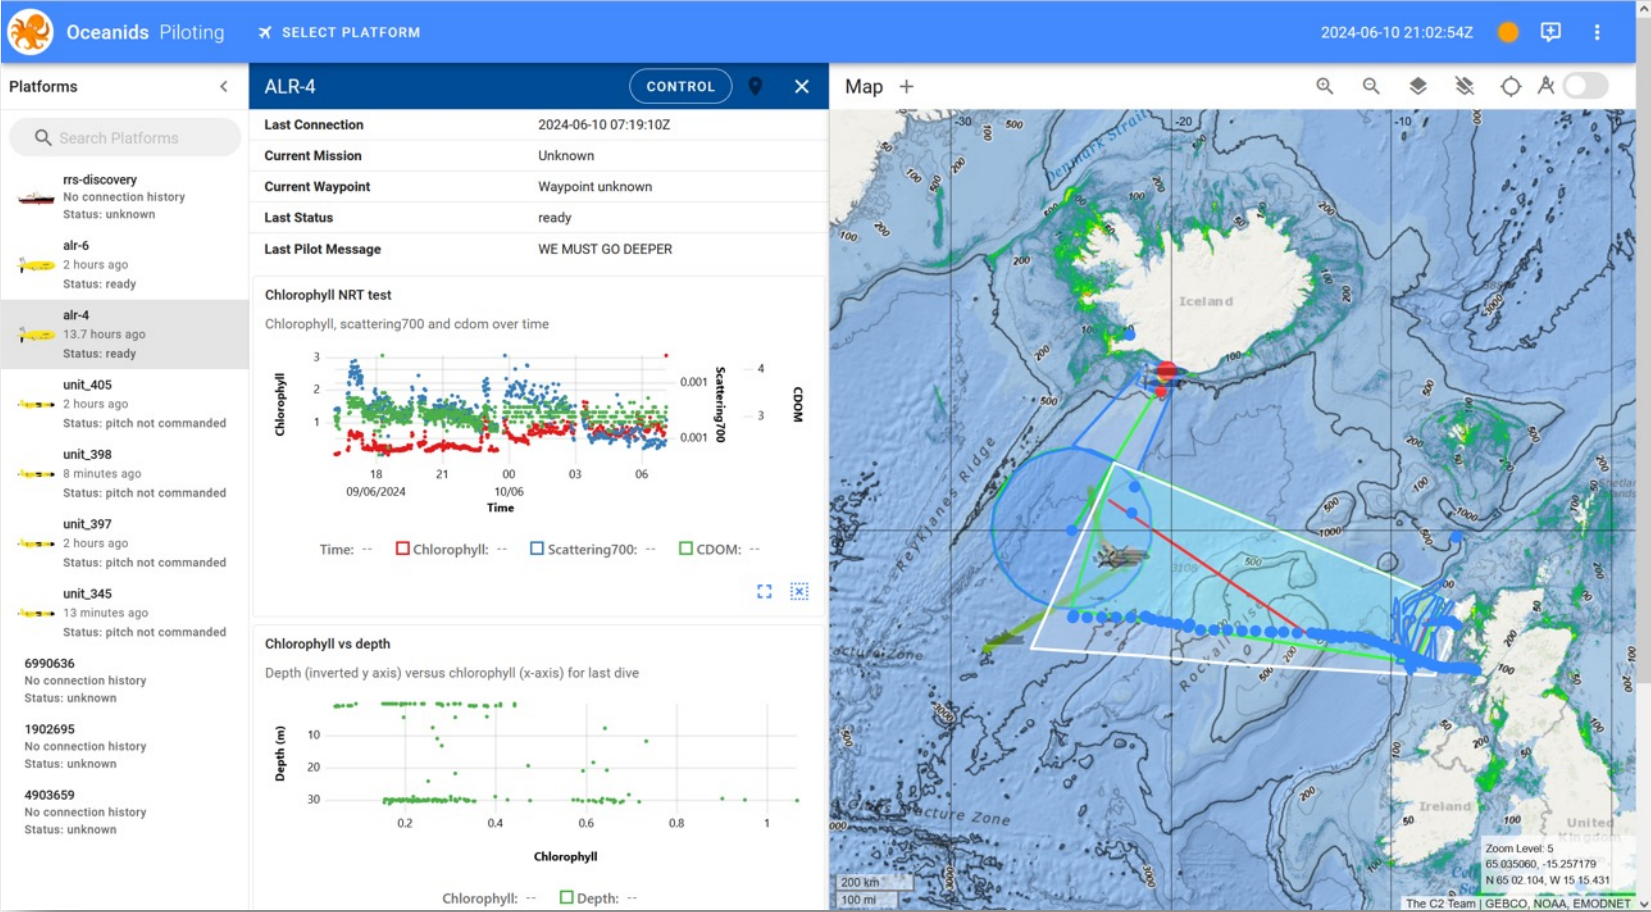 Oceanids Piloting
SELECT PLATFORM
2024-06-10 21:02:54Z
Platforms
Search Platforms
rrs-discovery
No connection history
Status: unknown
alr-6
2 hours ago
Status: ready
alr-4
13.7 hours ago
Status: ready
unit_405
2 hours ago
Status: pitch not commanded
unit_398
8 minutes ago
Status: pitch not commanded
unit_397
2 hours ago
Status: pitch not commanded
unit_345
13 minutes ago
Status: pitch not commanded
6990636
No connection history
Status: unknown
1902695
No connection history
Status: unknown
4903659
No connection history
Status: unknown
ALR-4
CONTROL
Last Connection 2024-06-10 07:19:10Z
Current Mission Unknown
Current Waypoint Waypoint unknown
Last Status ready
Last Pilot Message WE MUST GO DEEPER
Chlorophyll NRT test
Chlorophyll, scattering700 and cdom over time
Chlorophyll
3
2
1
0.001
0.001
Scattering700
4
3
CDOM
18 21 00 03 06
09/06/2024 10/06
Time
Time: -- Chlorophyll: -- Scattering700: -- CDOM: --
Chlorophyll vs depth
Depth (inverted y axis) versus chlorophyll (x-axis) for last dive
Depth (m)
10
20
30
0.2 0.4 0.6 0.8 1
Chlorophyll
Chlorophyll: -- Depth: --
Map
-30 -20 -10
Denmark Strait
Iceland
Reykjanes Ridge
Ireland
United
Kingdom
200 km
100 mi
Zoom Level: 5
65.035060, -15.257179
N 65 02.104, W 15 15.431
The C2 Team | GEBCO, NOAA, EMODNET